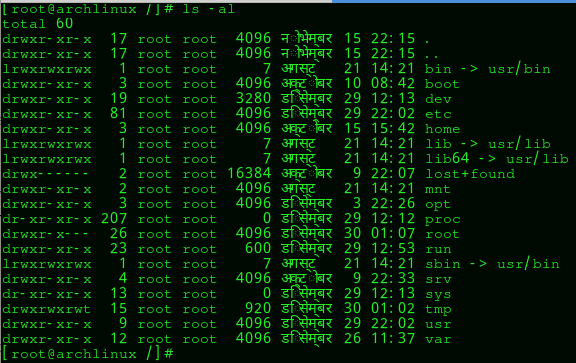 [root@archlinux /]# ls -al
total 60
drwxr-xr-x  17 root root  4096 नोभेम्बर 15 22:15 .
drwxr-xr-x  17 root root  4096 नोभेम्बर 15 22:15 ..
lrwxrwxrwx   1 root root     7 अगस्ट    21 14:21 bin -> usr/bin
drwxr-xr-x   3 root root  4096 अक्टोबर 10 08:42 boot
drwxr-xr-x  19 root root  3280 डिसेम्बर 29 12:13 dev
drwxr-xr-x  81 root root  4096 डिसेम्बर 29 22:02 etc
drwxr-xr-x   3 root root  4096 अक्टोबर 15 15:42 home
lrwxrwxrwx   1 root root     7 अगस्ट    21 14:21 lib -> usr/lib
lrwxrwxrwx   1 root root     7 अगस्ट    21 14:21 lib64 -> usr/lib
drwx------   2 root root 16384 अक्टोबर  9 22:07 lost+found
drwxr-xr-x   2 root root  4096 अगस्ट    21 14:21 mnt
drwxr-xr-x   3 root root  4096 डिसेम्बर  3 22:26 opt
dr-xr-xr-x 207 root root     0 डिसेम्बर 29 12:12 proc
drwxr-x---  26 root root  4096 डिसेम्बर 30 01:07 root
drwxr-xr-x  23 root root   600 डिसेम्बर 29 12:53 run
lrwxrwxrwx   1 root root     7 अगस्ट    21 14:21 sbin -> usr/bin
drwxr-xr-x   4 root root  4096 अक्टोबर  9 22:33 srv
dr-xr-xr-x  13 root root     0 डिसेम्बर 29 12:13 sys
drwxrwxrwt  15 root root   920 डिसेम्बर 30 01:02 tmp
drwxr-xr-x   9 root root  4096 डिसेम्बर 29 22:02 usr
drwxr-xr-x  12 root root  4096 डिसेम्बर 26 11:37 var
[root@archlinux /]#